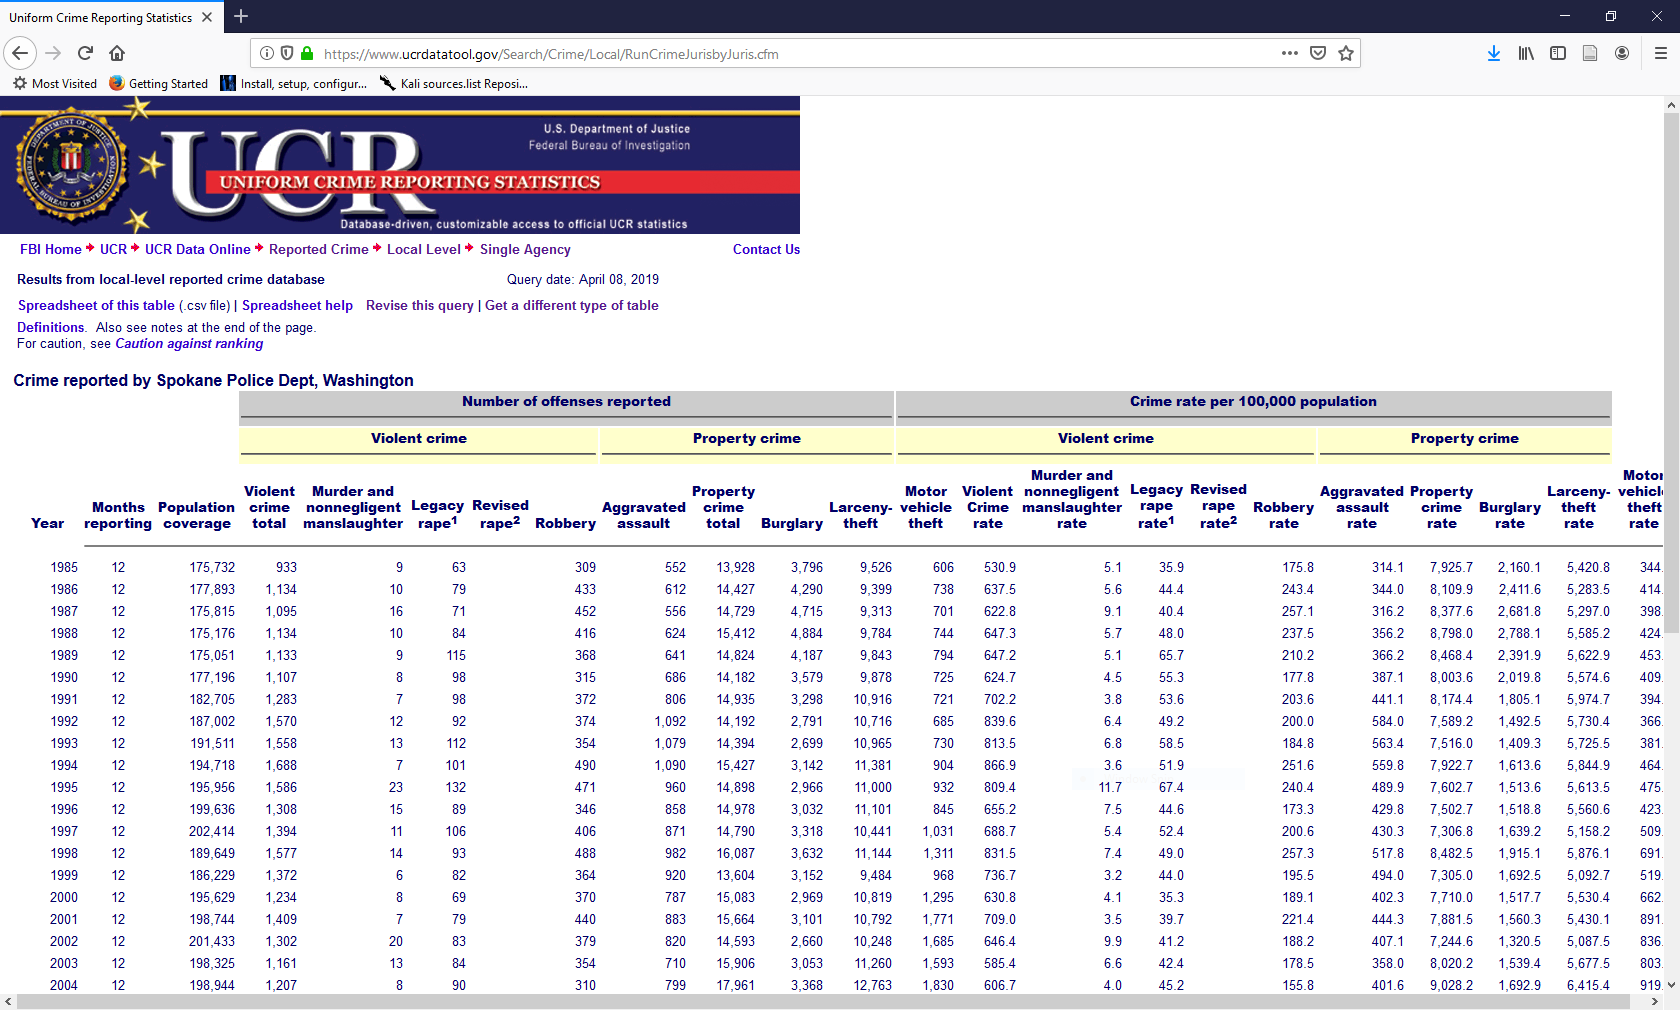 Uniform Crime Reporting Statistics
https://www.ucrdatatool.gov/Search/Crime/Local/RunCrimeJurisbyJuris.cfm
Most Visited Getting Started Install, setup, configur... Kali sources.list Reposi...
DEPARTMENT OF JUSTICE
FEDERAL BUREAU OF INVESTIGATION
U.S. Department of Justice
Federal Bureau of Investigation
UCR
UNIFORM CRIME REPORTING STATISTICS
Database-driven, customizable access to official UCR statistics
FBI Home UCR UCR Data Online Reported Crime Local Level Single Agency Contact Us
Results from local-level reported crime database Query date: April 08, 2019
Spreadsheet of this table (.csv file) | Spreadsheet help Revise this query | Get a different type of table
Definitions. Also see notes at the end of the page.
For caution, see Caution against ranking
Crime reported by Spokane Police Dept, Washington
Number of offenses reported Crime rate per 100,000 population
Violent crime Property crime Violent crime Property crime
Year Months reporting Population coverage Violent crime total Murder and nonnegligent manslaughter Legacy rape1 Revised rape2 Robbery Aggravated assault Property crime total Burglary Larceny-theft Motor vehicle theft Violent Crime rate Murder and nonnegligent manslaughter rate Legacy rape rate1 Revised rape rate2 Robbery rate Aggravated assault rate Property crime rate Burglary rate Larceny-theft rate Motor vehicle theft rate
1985 12 175,732 933 9 63 309 552 13,928 3,796 9,526 606 530.9 5.1 35.9 175.8 314.1 7,925.7 2,160.1 5,420.8 344.
1986 12 177,893 1,134 10 79 433 612 14,427 4,290 9,399 738 637.5 5.6 44.4 243.4 344.0 8,109.9 2,411.6 5,283.5 414.
1987 12 175,815 1,095 16 71 452 556 14,729 4,715 9,313 701 622.8 9.1 40.4 257.1 316.2 8,377.6 2,681.8 5,297.0 398.
1988 12 175,176 1,134 10 84 416 624 15,412 4,884 9,784 744 647.3 5.7 48.0 237.5 356.2 8,798.0 2,788.1 5,585.2 424.
1989 12 175,051 1,133 9 115 368 641 14,824 4,187 9,843 794 647.2 5.1 65.7 210.2 366.2 8,468.4 2,391.9 5,622.9 453.
1990 12 177,196 1,107 8 98 315 686 14,182 3,579 9,878 725 624.7 4.5 55.3 177.8 387.1 8,003.6 2,019.8 5,574.6 409.
1991 12 182,705 1,283 7 98 372 806 14,935 3,298 10,916 721 702.2 3.8 53.6 203.6 441.1 8,174.4 1,805.1 5,974.7 394.
1992 12 187,002 1,570 12 92 374 1,092 14,192 2,791 10,716 685 839.6 6.4 49.2 200.0 584.0 7,589.2 1,492.5 5,730.4 366.
1993 12 191,511 1,558 13 112 354 1,079 14,394 2,699 10,965 730 813.5 6.8 58.5 184.8 563.4 7,516.0 1,409.3 5,725.5 381.
1994 12 194,718 1,688 7 101 490 1,090 15,427 3,142 11,381 904 866.9 3.6 51.9 251.6 559.8 7,922.7 1,613.6 5,844.9 464.
1995 12 195,956 1,586 23 132 471 960 14,898 2,966 11,000 932 809.4 11.7 67.4 240.4 489.9 7,602.7 1,513.6 5,613.5 475.
1996 12 199,636 1,308 15 89 346 858 14,978 3,032 11,101 845 655.2 7.5 44.6 173.3 429.8 7,502.7 1,518.8 5,560.6 423.
1997 12 202,414 1,394 11 106 406 871 14,790 3,318 10,441 1,031 688.7 5.4 52.4 200.6 430.3 7,306.8 1,639.2 5,158.2 509.
1998 12 189,649 1,577 14 93 488 982 16,087 3,632 11,144 1,311 831.5 7.4 49.0 257.3 517.8 8,482.5 1,915.1 5,876.1 691.
1999 12 186,229 1,372 6 82 364 920 13,604 3,152 9,484 968 736.7 3.2 44.0 195.5 494.0 7,305.0 1,692.5 5,092.7 519.
2000 12 195,629 1,234 8 69 370 787 15,083 2,969 10,819 1,295 630.8 4.1 35.3 189.1 402.3 7,710.0 1,517.7 5,530.4 662.
2001 12 198,744 1,409 7 79 440 883 15,664 3,101 10,792 1,771 709.0 3.5 39.7 221.4 444.3 7,881.5 1,560.3 5,430.1 891.
2002 12 201,433 1,302 20 83 379 820 14,593 2,660 10,248 1,685 646.4 9.9 41.2 188.2 407.1 7,244.6 1,320.5 5,087.5 836.
2003 12 198,325 1,161 13 84 354 710 15,906 3,053 11,260 1,593 585.4 6.6 42.4 178.5 358.0 8,020.2 1,539.4 5,677.5 803.
2004 12 198,944 1,207 8 90 310 799 17,961 3,368 12,763 1,830 606.7 4.0 45.2 155.8 401.6 9,028.2 1,692.9 6,415.4 919.